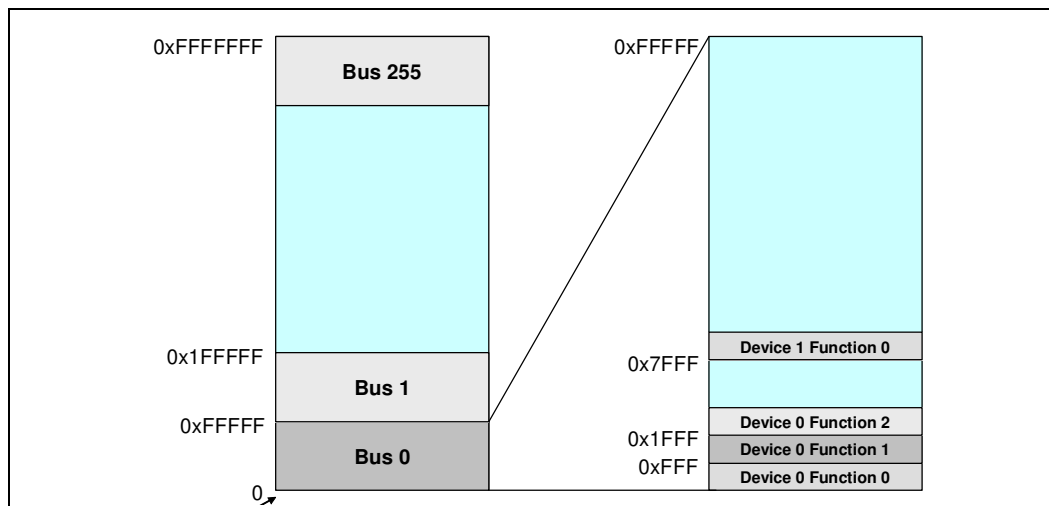 0xFFFFFFF
Bus 255
0x1FFFFF
Bus 1
0xFFFFF
Bus 0
0
0xFFFFF
Device 1 Function 0
0x7FFF
Device 0 Function 2
0x1FFF
Device 0 Function 1
0xFFF
Device 0 Function 0